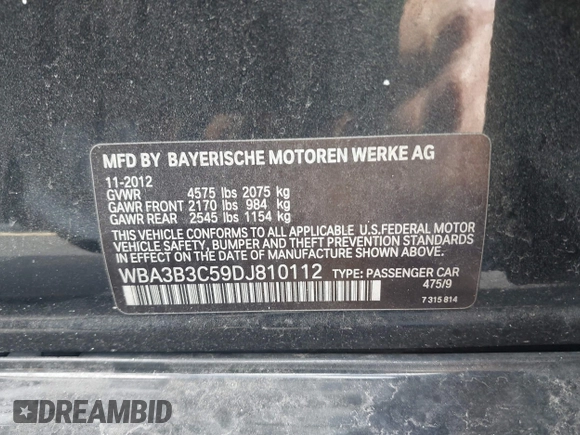 MFD BY BAYERISCHE MOTOREN WERKE AG
11-2012
GVWR 4575 lbs 2075 kg
GAWR FRONT 2170 lbs 984 kg
GAWR REAR 2545 lbs 1154 kg
THIS VEHICLE CONFORMS TO ALL APPLICABLE U.S.FEDERAL MOTOR
VEHICLE SAFETY, BUMPER AND THEFT PREVENTION STANDARDS
IN EFFECT ON THE DATE OF MANUFACTURE SHOWN ABOVE.
WBA3B3C59DJ810112 TYPE: PASSENGER CAR
475/9
7 315 814
DREAMBID